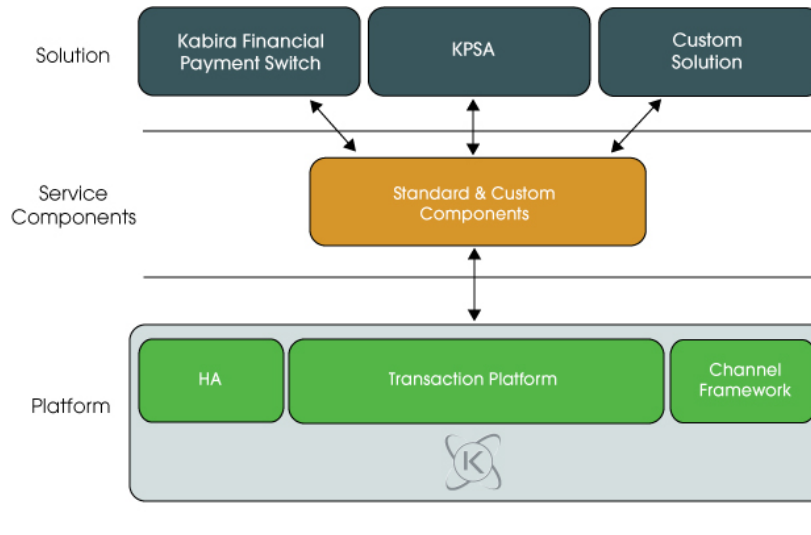 Solution
Kabira Financial
Payment Switch
KPSA
Custom
Solution
Service
Components
Standard & Custom
Components
Platform
HA
Transaction Platform
Channel
Framework
K